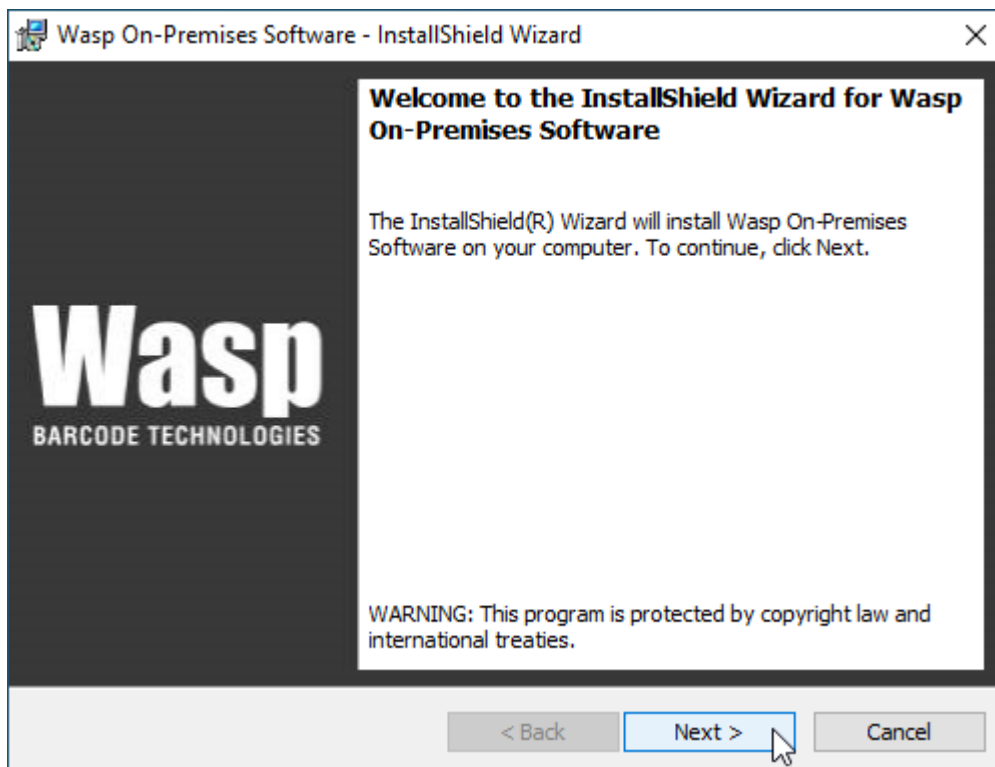 Wasp On-Premises Software - InstallShield Wizard
Welcome to the InstallShield Wizard for Wasp
On-Premises Software
The InstallShield(R) Wizard will install Wasp On-Premises
Software on your computer. To continue, click Next.
Wasp
BARCODE TECHNOLOGIES
WARNING: This program is protected by copyright law and
international treaties.
< Back
Next >
Cancel